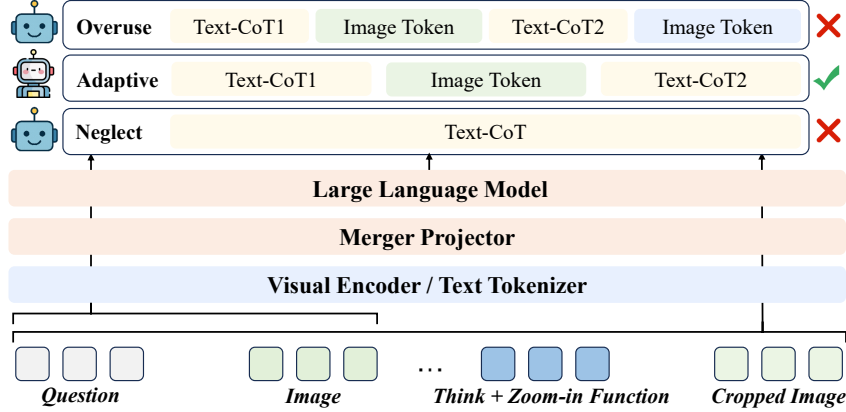 Overuse Text-CoT1 Image Token Text-CoT2 Image Token
Adaptive Text-CoT1 Image Token Text-CoT2
Neglect Text-CoT
Large Language Model
Merger Projector
Visual Encoder / Text Tokenizer
...
Question Image Think + Zoom-in Function Cropped Image